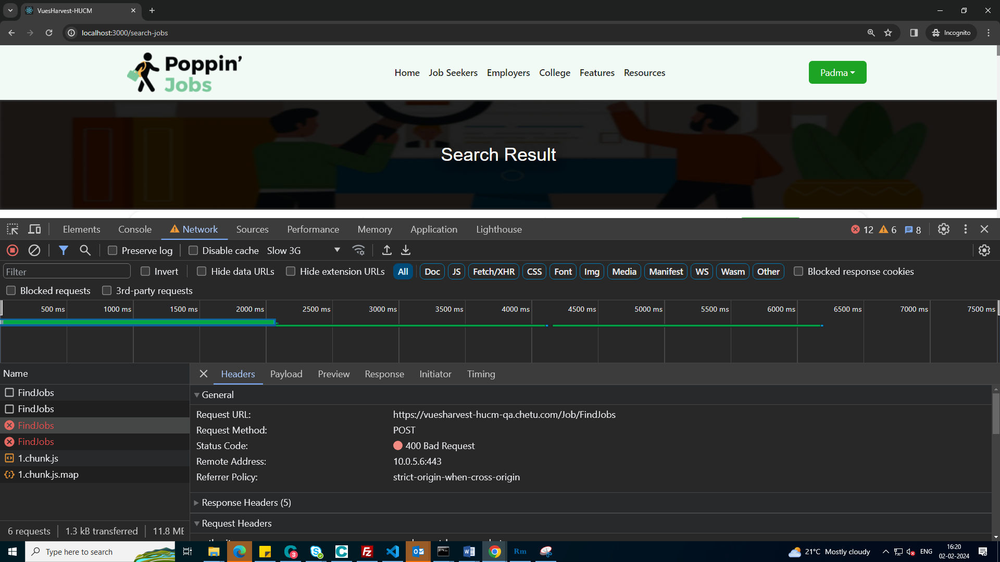 VuesHarvest-HUCM
localhost:3000/search-jobs
Incognito
Poppin'
Jobs
Home Job Seekers Employers College Features Resources
Padma
Search Result
Elements Console Network Sources Performance Memory Application Lighthouse 12 6 8
Preserve log Disable cache Slow 3G
Filter Invert Hide data URLs Hide extension URLs All Doc JS Fetch/XHR CSS Font Img Media Manifest WS Wasm Other Blocked response cookies
Blocked requests 3rd-party requests
500 ms 1000 ms 1500 ms 2000 ms 2500 ms 3000 ms 3500 ms 4000 ms 4500 ms 5000 ms 5500 ms 6000 ms 6500 ms 7000 ms 7500 ms
Name
FindJobs
FindJobs
FindJobs
FindJobs
1.chunk.js
1.chunk.js.map
6 requests 1.3 kB transferred 11.8 ME
Headers Payload Preview Response Initiator Timing
General
Request URL: https://vuesharvest-hucm-qa.chetu.com/Job/FindJobs
Request Method: POST
Status Code: 400 Bad Request
Remote Address: 10.0.5.6:443
Referrer Policy: strict-origin-when-cross-origin
Response Headers (5)
Request Headers
Type here to search
3
Rm
21°C Mostly cloudy
ENG
16:20
02-02-2024